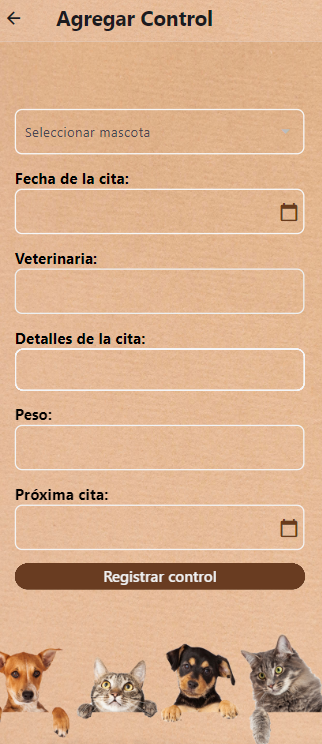 Agregar Control
Seleccionar mascota
Fecha de la cita:
Veterinaria:
Detalles de la cita:
Peso:
Próxima cita:
Registrar control